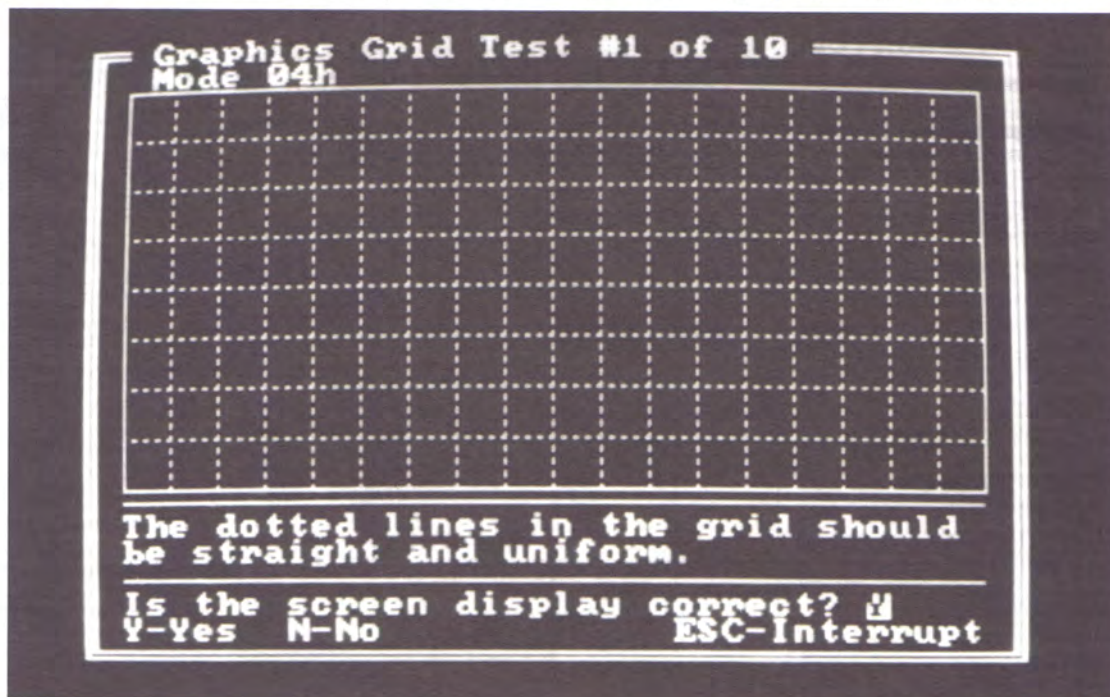 Graphics Grid Test #1 of 10
Mode 04h
The dotted lines in the grid should
be straight and uniform.
Is the screen display correct? Y
Y-Yes N-No ESC-Interrupt